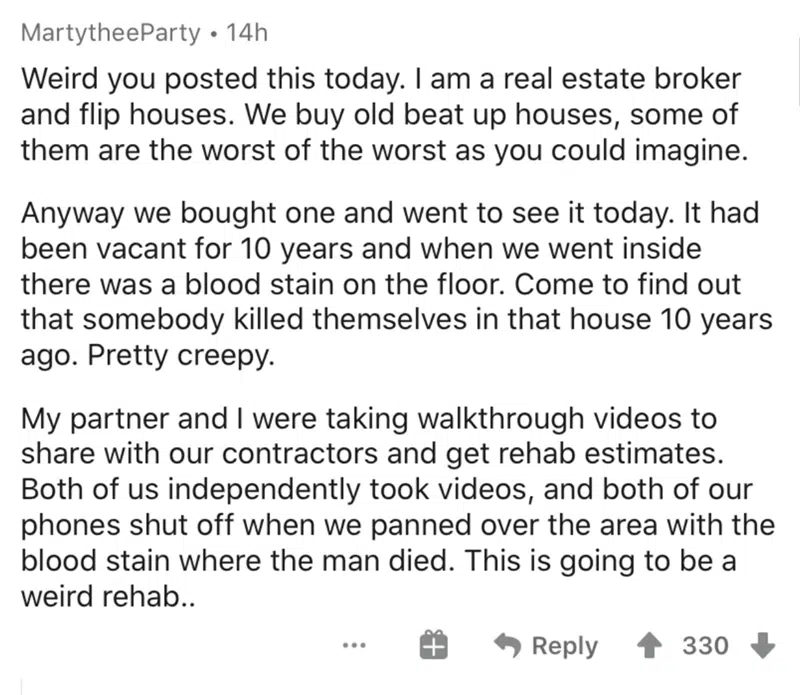 MartytheeParty • 14h
Weird you posted this today. I am a real estate broker
and flip houses. We buy old beat up houses, some of
them are the worst of the worst as you could imagine.
Anyway we bought one and went to see it today. It had
been vacant for 10 years and when we went inside
there was a blood stain on the floor. Come to find out
that somebody killed themselves in that house 10 years
ago. Pretty creepy.
My partner and I were taking walkthrough videos to
share with our contractors and get rehab estimates.
Both of us independently took videos, and both of our
phones shut off when we panned over the area with the
blood stain where the man died. This is going to be a
weird rehab..
... Reply 330